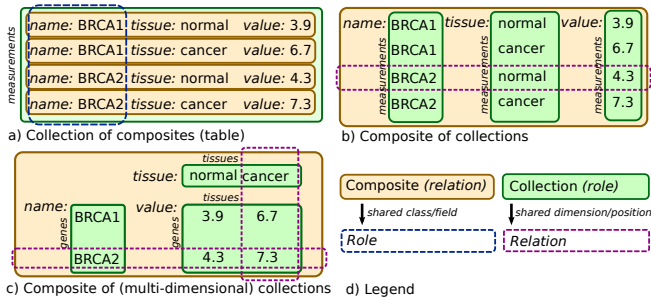 measurements
name: BRCA1 tissue: normal value: 3.9
name: BRCA1 tissue: cancer value: 6.7
name: BRCA2 tissue: normal value: 4.3
name: BRCA2 tissue: cancer value: 7.3
a) Collection of composites (table)
name: BRCA1 tissue: normal value: 3.9
BRCA1 cancer 6.7
BRCA2 normal 4.3
BRCA2 cancer 7.3
measurements measurements measurements
b) Composite of collections
tissues
tissue: normal cancer
name: value: tissues
genes BRCA1 genes 3.9 6.7
BRCA2 4.3 7.3
c) Composite of (multi-dimensional) collections
Composite (relation) Collection (role)
shared class/field shared dimension/position
Role Relation
d) Legend